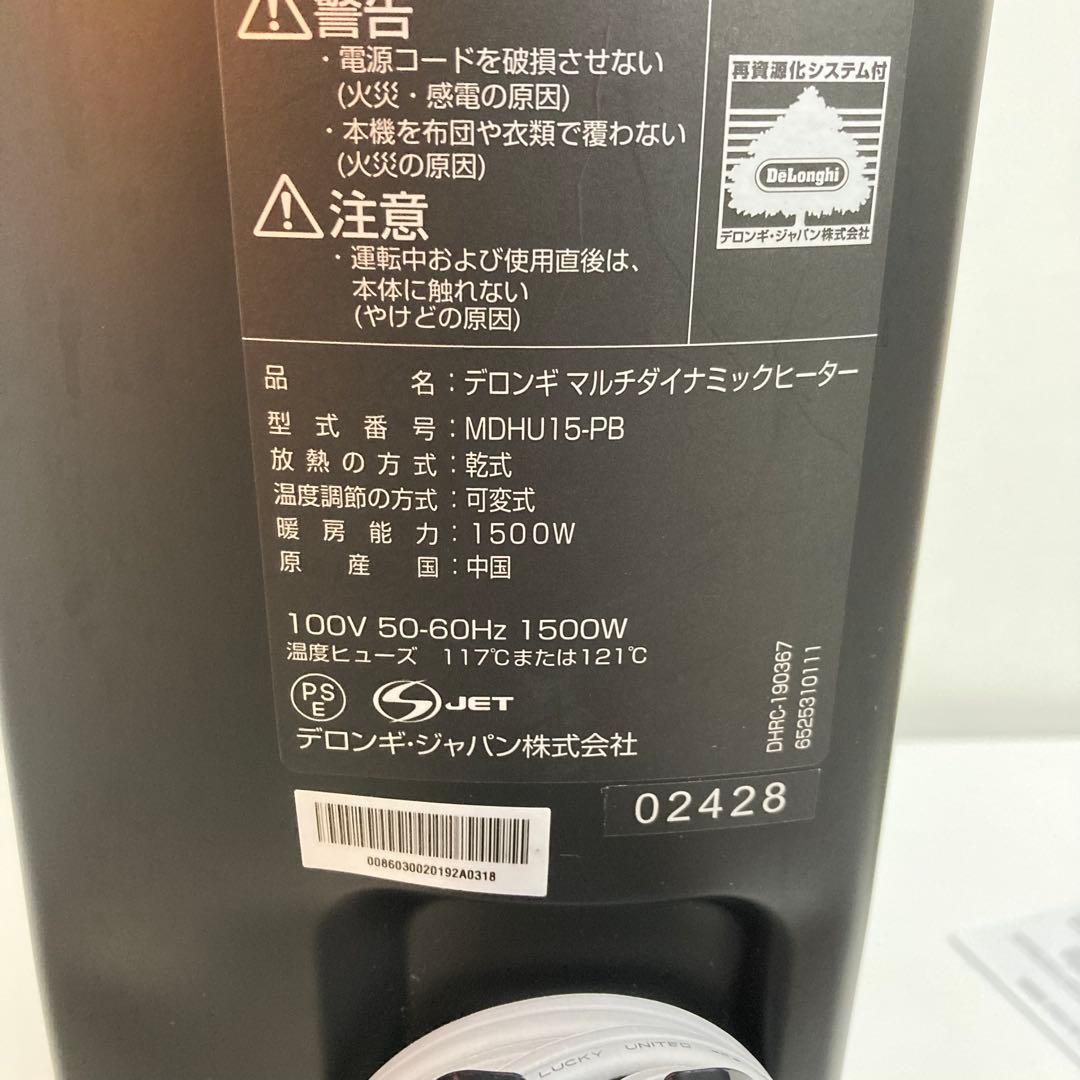 警告
・電源コードを破損させない
(火災・感電の原因)
・本機を布団や衣類で覆わない
(火災の原因)
注意
・運転中および使用直後は、
本体に触れない
(やけどの原因)
再資源化システム付
DeLonghi
デロンギ・ジャパン株式会社
品名：デロンギ マルチダイナミックヒーター
型式番号：MDHU15-PB
放熱の方式：乾式
温度調節の方式：可変式
暖房能力：1500W
原産国：中国
100V 50-60Hz 1500W
温度ヒューズ 117℃または121℃
PS
E
S JET
デロンギ・ジャパン株式会社
DHRC-190367
6525310111
02428
0086030020192A0318
LUCKY UNITED